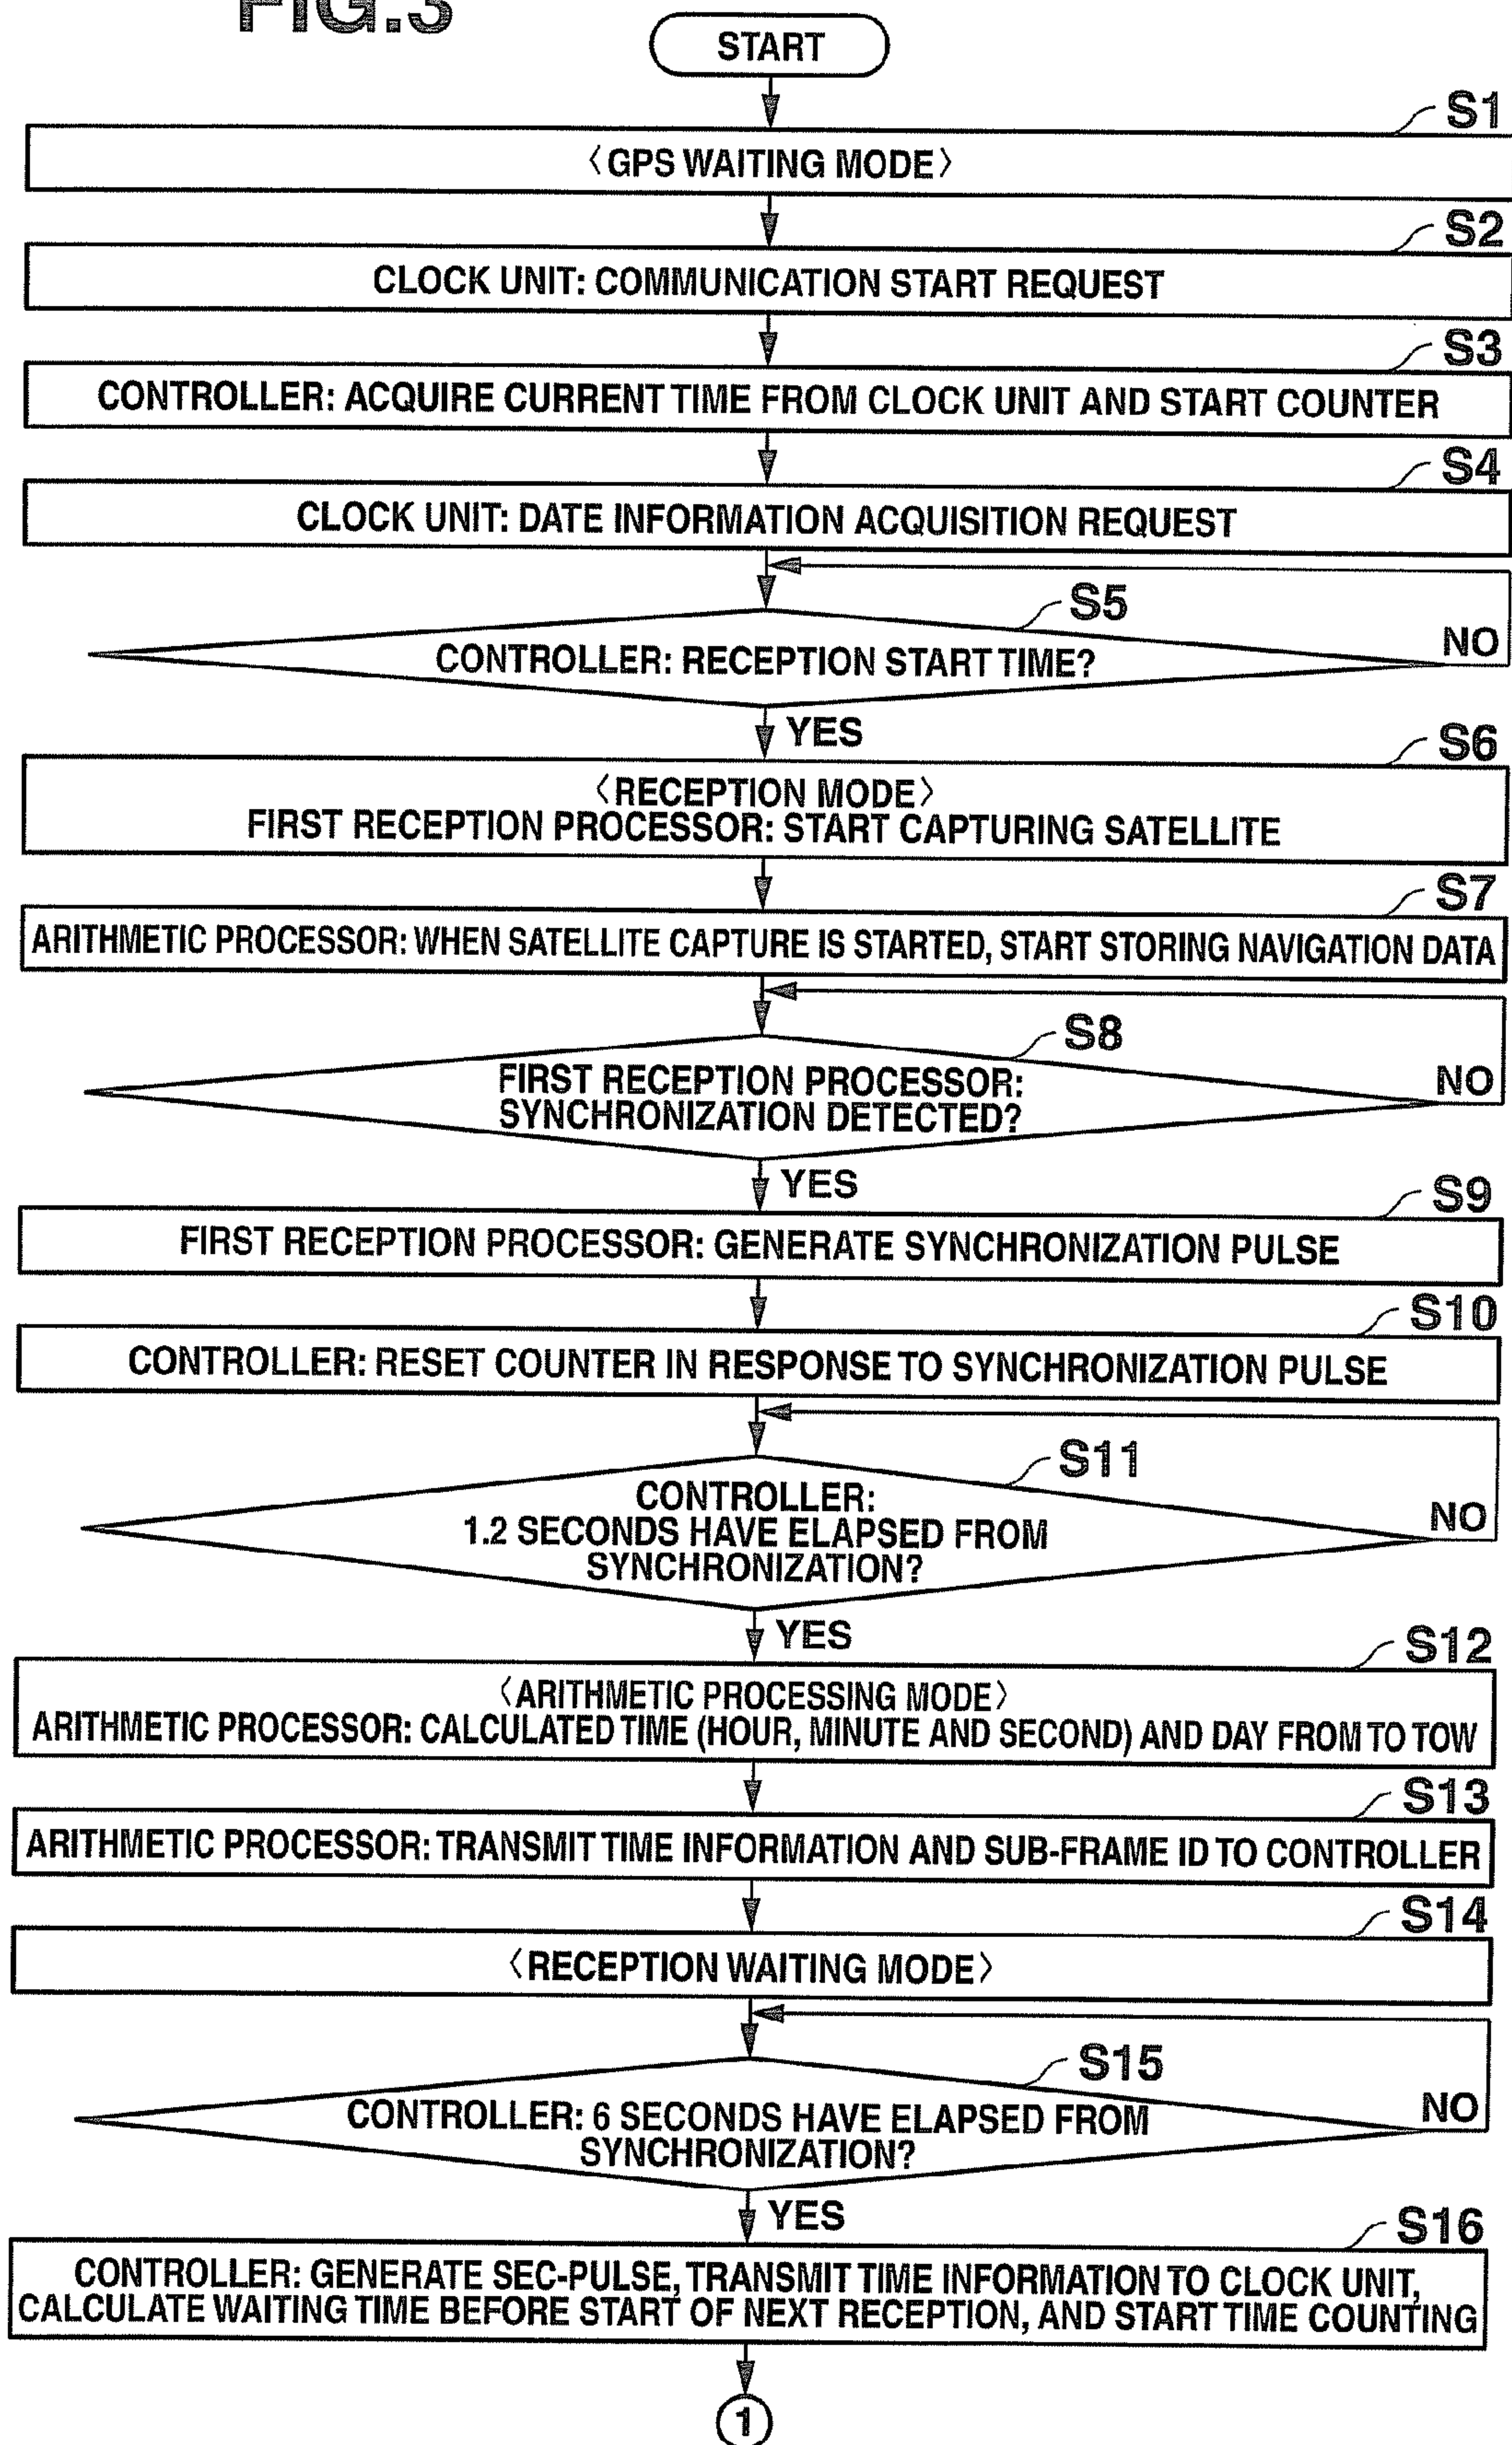 FIG.3
START
S1
〈GPS WAITING MODE〉
S2
CLOCK UNIT: COMMUNICATION START REQUEST
S3
CONTROLLER: ACQUIRE CURRENT TIME FROM CLOCK UNIT AND START COUNTER
S4
CLOCK UNIT: DATE INFORMATION ACQUISITION REQUEST
S5
CONTROLLER: RECEPTION START TIME?
NO
YES
S6
〈RECEPTION MODE〉
FIRST RECEPTION PROCESSOR: START CAPTURING SATELLITE
S7
ARITHMETIC PROCESSOR: WHEN SATELLITE CAPTURE IS STARTED, START STORING NAVIGATION DATA
S8
FIRST RECEPTION PROCESSOR:
SYNCHRONIZATION DETECTED?
NO
YES
S9
FIRST RECEPTION PROCESSOR: GENERATE SYNCHRONIZATION PULSE
S10
CONTROLLER: RESET COUNTER IN RESPONSE TO SYNCHRONIZATION PULSE
S11
CONTROLLER:
1.2 SECONDS HAVE ELAPSED FROM
SYNCHRONIZATION?
NO
YES
S12
〈ARITHMETIC PROCESSING MODE〉
ARITHMETIC PROCESSOR: CALCULATED TIME (HOUR, MINUTE AND SECOND) AND DAY FROM TO TOW
S13
ARITHMETIC PROCESSOR: TRANSMIT TIME INFORMATION AND SUB-FRAME ID TO CONTROLLER
S14
〈RECEPTION WAITING MODE〉
S15
CONTROLLER: 6 SECONDS HAVE ELAPSED FROM
SYNCHRONIZATION?
NO
YES
S16
CONTROLLER: GENERATE SEC-PULSE, TRANSMIT TIME INFORMATION TO CLOCK UNIT,
CALCULATE WAITING TIME BEFORE START OF NEXT RECEPTION, AND START TIME COUNTING
1